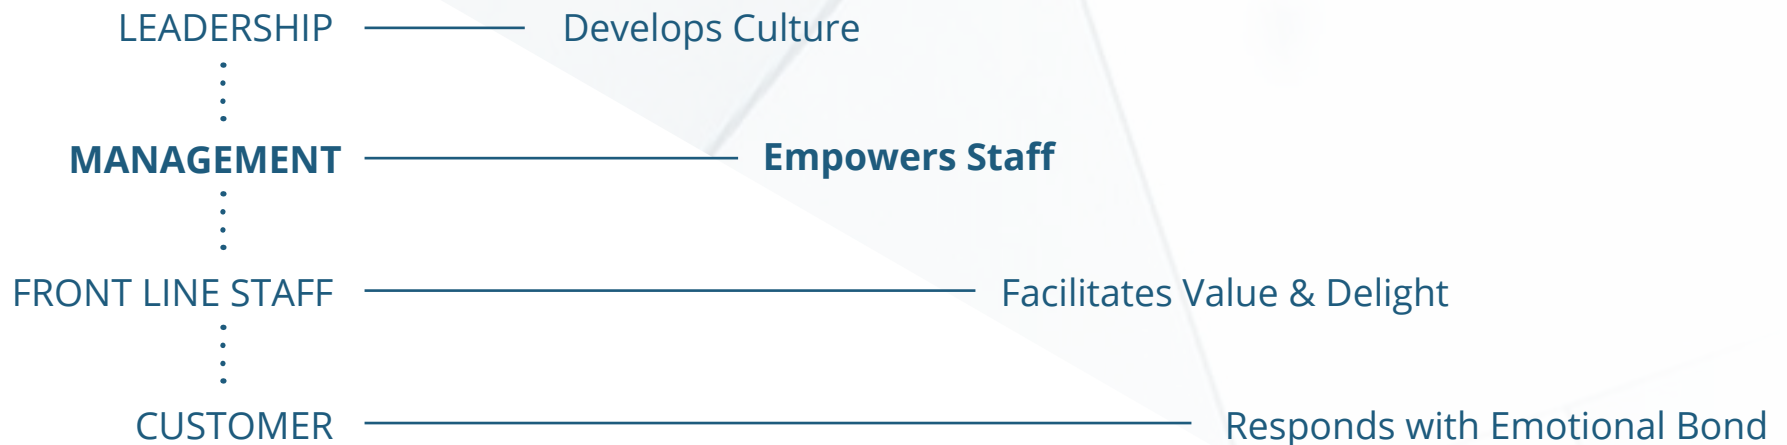 LEADERSHIP Develops Culture
MANAGEMENT Empowers Staff
FRONT LINE STAFF Facilitates Value & Delight
CUSTOMER Responds with Emotional Bond